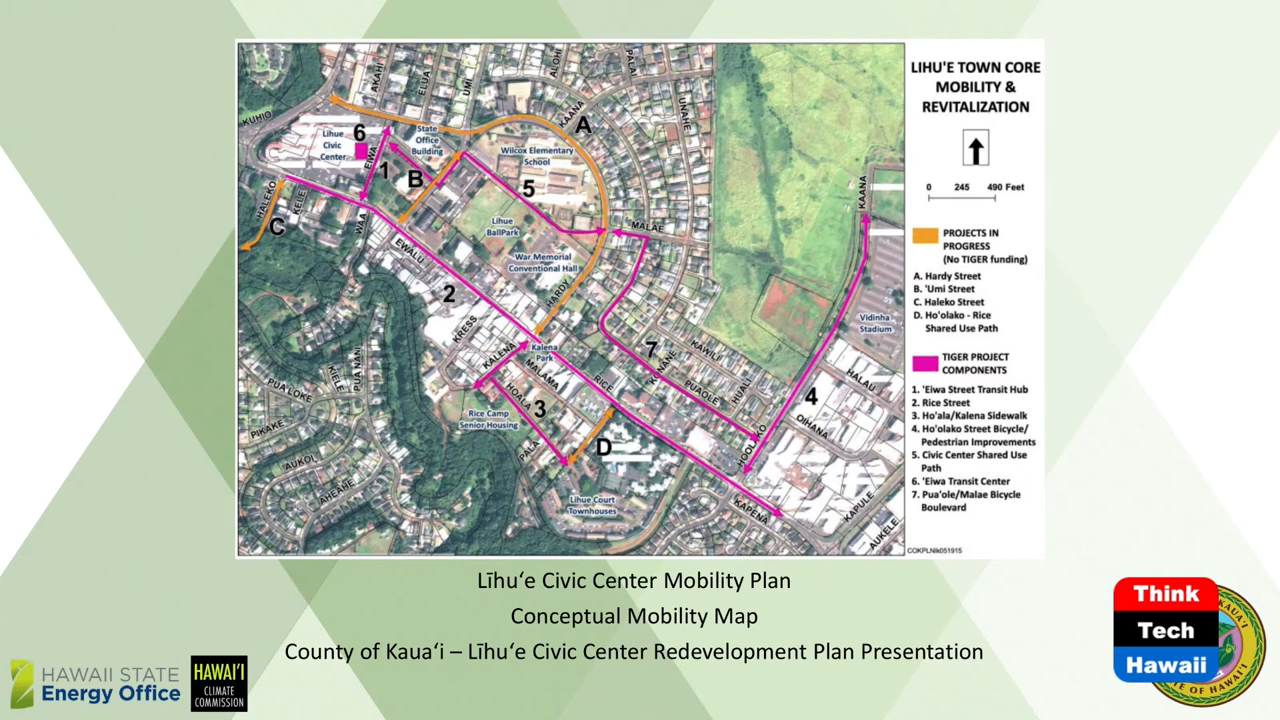 LIHU'E TOWN CORE
MOBILITY &
REVITALIZATION
0 245 490 Feet
PROJECTS IN
PROGRESS
(No TIGER funding)
A. Hardy Street
B. 'Umi Street
C. Haleko Street
D. Ho'olako - Rice
Shared Use Path
TIGER PROJECT
COMPONENTS
1. 'Eiwa Street Transit Hub
2. Rice Street
3. Ho'ala/Kalena Sidewalk
4. Ho'olako Street Bicycle/
Pedestrian Improvements
5. Civic Center Shared Use
Path
6. 'Eiwa Transit Center
7. Pua'ole/Malae Bicycle
Boulevard
COKPLNlk051915
KUHIO
AKAHI
ELUA
UMI
ALOHI
PALAI
KAANA
UNAHE
A
6
Lihue
Civic
Center
State
Office
Building
Wilcox Elementary
School
EIWA
1
B
5
HALEKO
KELE
C
WAA
Lihue
BallPark
MALAE
KAANA
EWALU
War Memorial
Conventional Hall
HARDY
2
KRESS
KALENA
Kalena
Park
MALAMA
RICE
7
KONANE
KAWILI
PUAOLE
HUALI
Vidinha
Stadium
HALAU
4
OIHANA
HOOLAKO
PUA NANI
KIELE
PUA LOKE
PIKAKE
AUKOI
AHEAHE
HOALA
3
Rice Camp
Senior Housing
PALA
D
Lihue Court
Townhouses
KAPENA
KAPULE
AUKELE
Līhuʻe Civic Center Mobility Plan
Conceptual Mobility Map
County of Kauaʻi – Līhuʻe Civic Center Redevelopment Plan Presentation
HAWAII STATE
Energy Office
HAWAI'I
CLIMATE
COMMISSION
Think
Tech
Hawaii